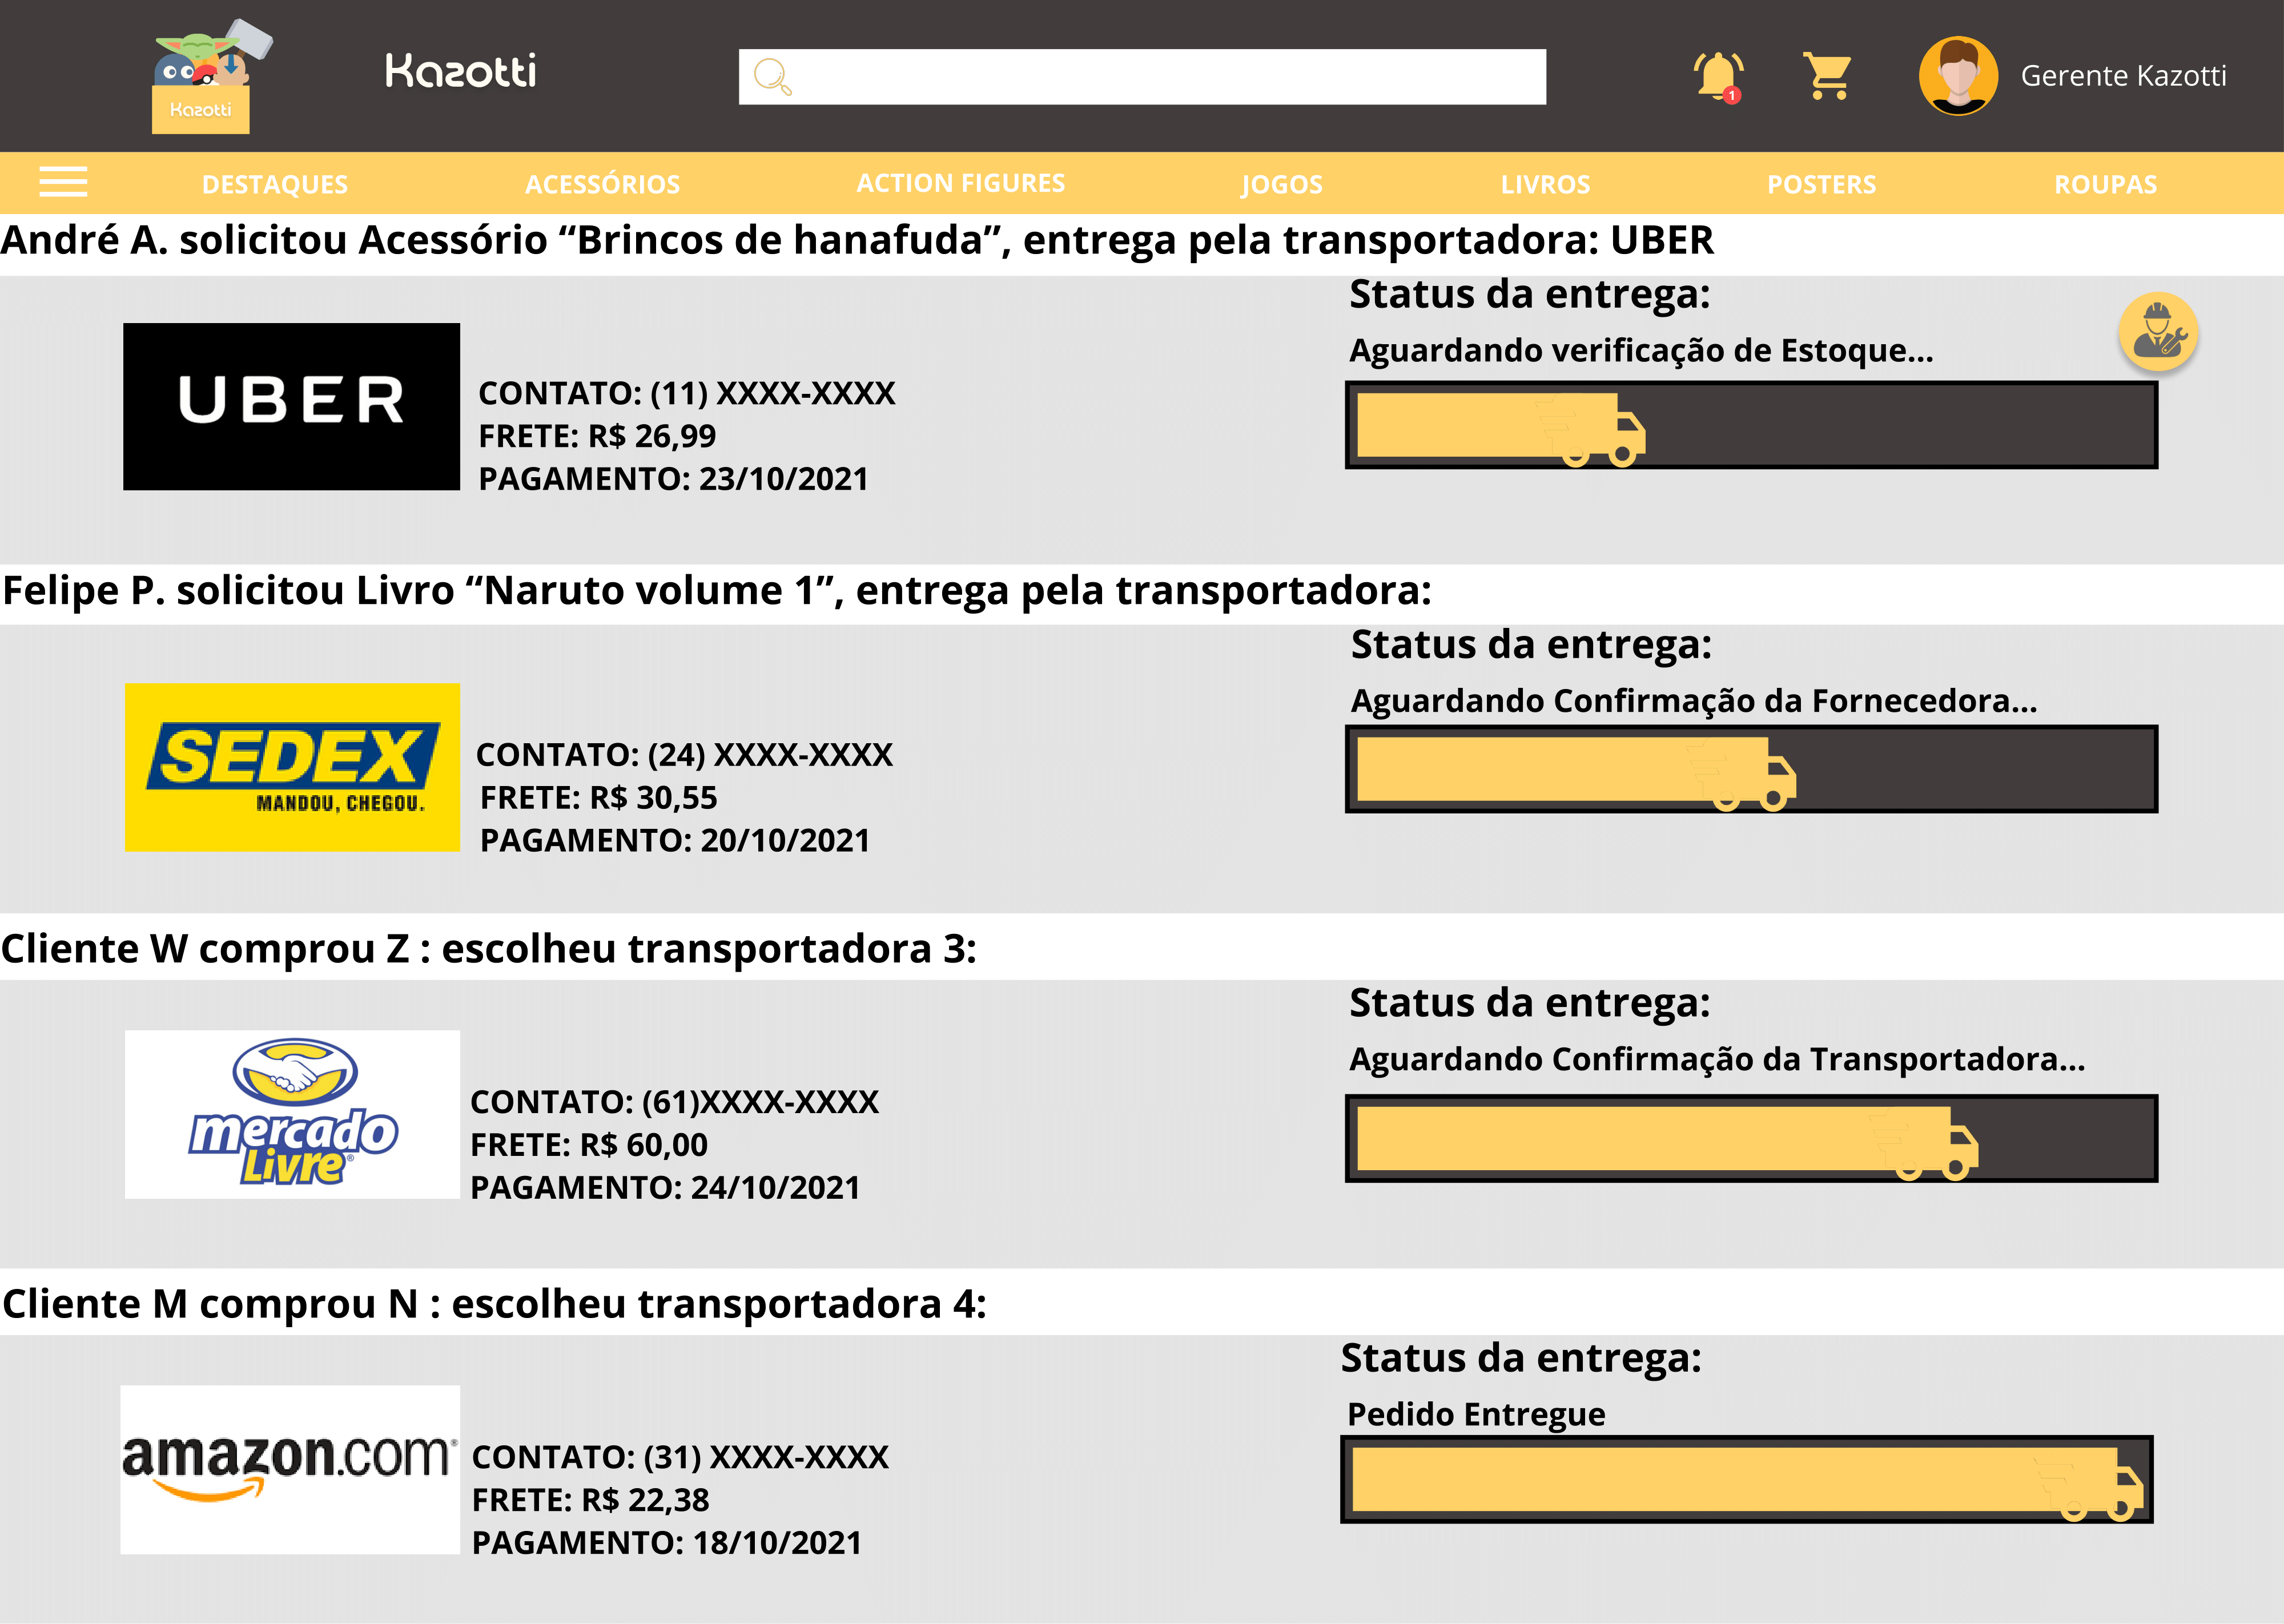 Kazotti
Kazotti
1
Gerente Kazotti
DESTAQUES
ACESSÓRIOS
ACTION FIGURES
JOGOS
LIVROS
POSTERS
ROUPAS
André A. solicitou Acessório “Brincos de hanafuda”, entrega pela transportadora: UBER
Status da entrega:
Aguardando verificação de Estoque...
UBER
CONTATO: (11) XXXX-XXXX
FRETE: R$ 26,99
PAGAMENTO: 23/10/2021
Felipe P. solicitou Livro “Naruto volume 1”, entrega pela transportadora:
Status da entrega:
Aguardando Confirmação da Fornecedora...
SEDEX
MANDOU, CHEGOU.
CONTATO: (24) XXXX-XXXX
FRETE: R$ 30,55
PAGAMENTO: 20/10/2021
Cliente W comprou Z : escolheu transportadora 3:
Status da entrega:
Aguardando Confirmação da Transportadora...
mercado
Livre®
CONTATO: (61)XXXX-XXXX
FRETE: R$ 60,00
PAGAMENTO: 24/10/2021
Cliente M comprou N : escolheu transportadora 4:
Status da entrega:
Pedido Entregue
amazon.com®
CONTATO: (31) XXXX-XXXX
FRETE: R$ 22,38
PAGAMENTO: 18/10/2021